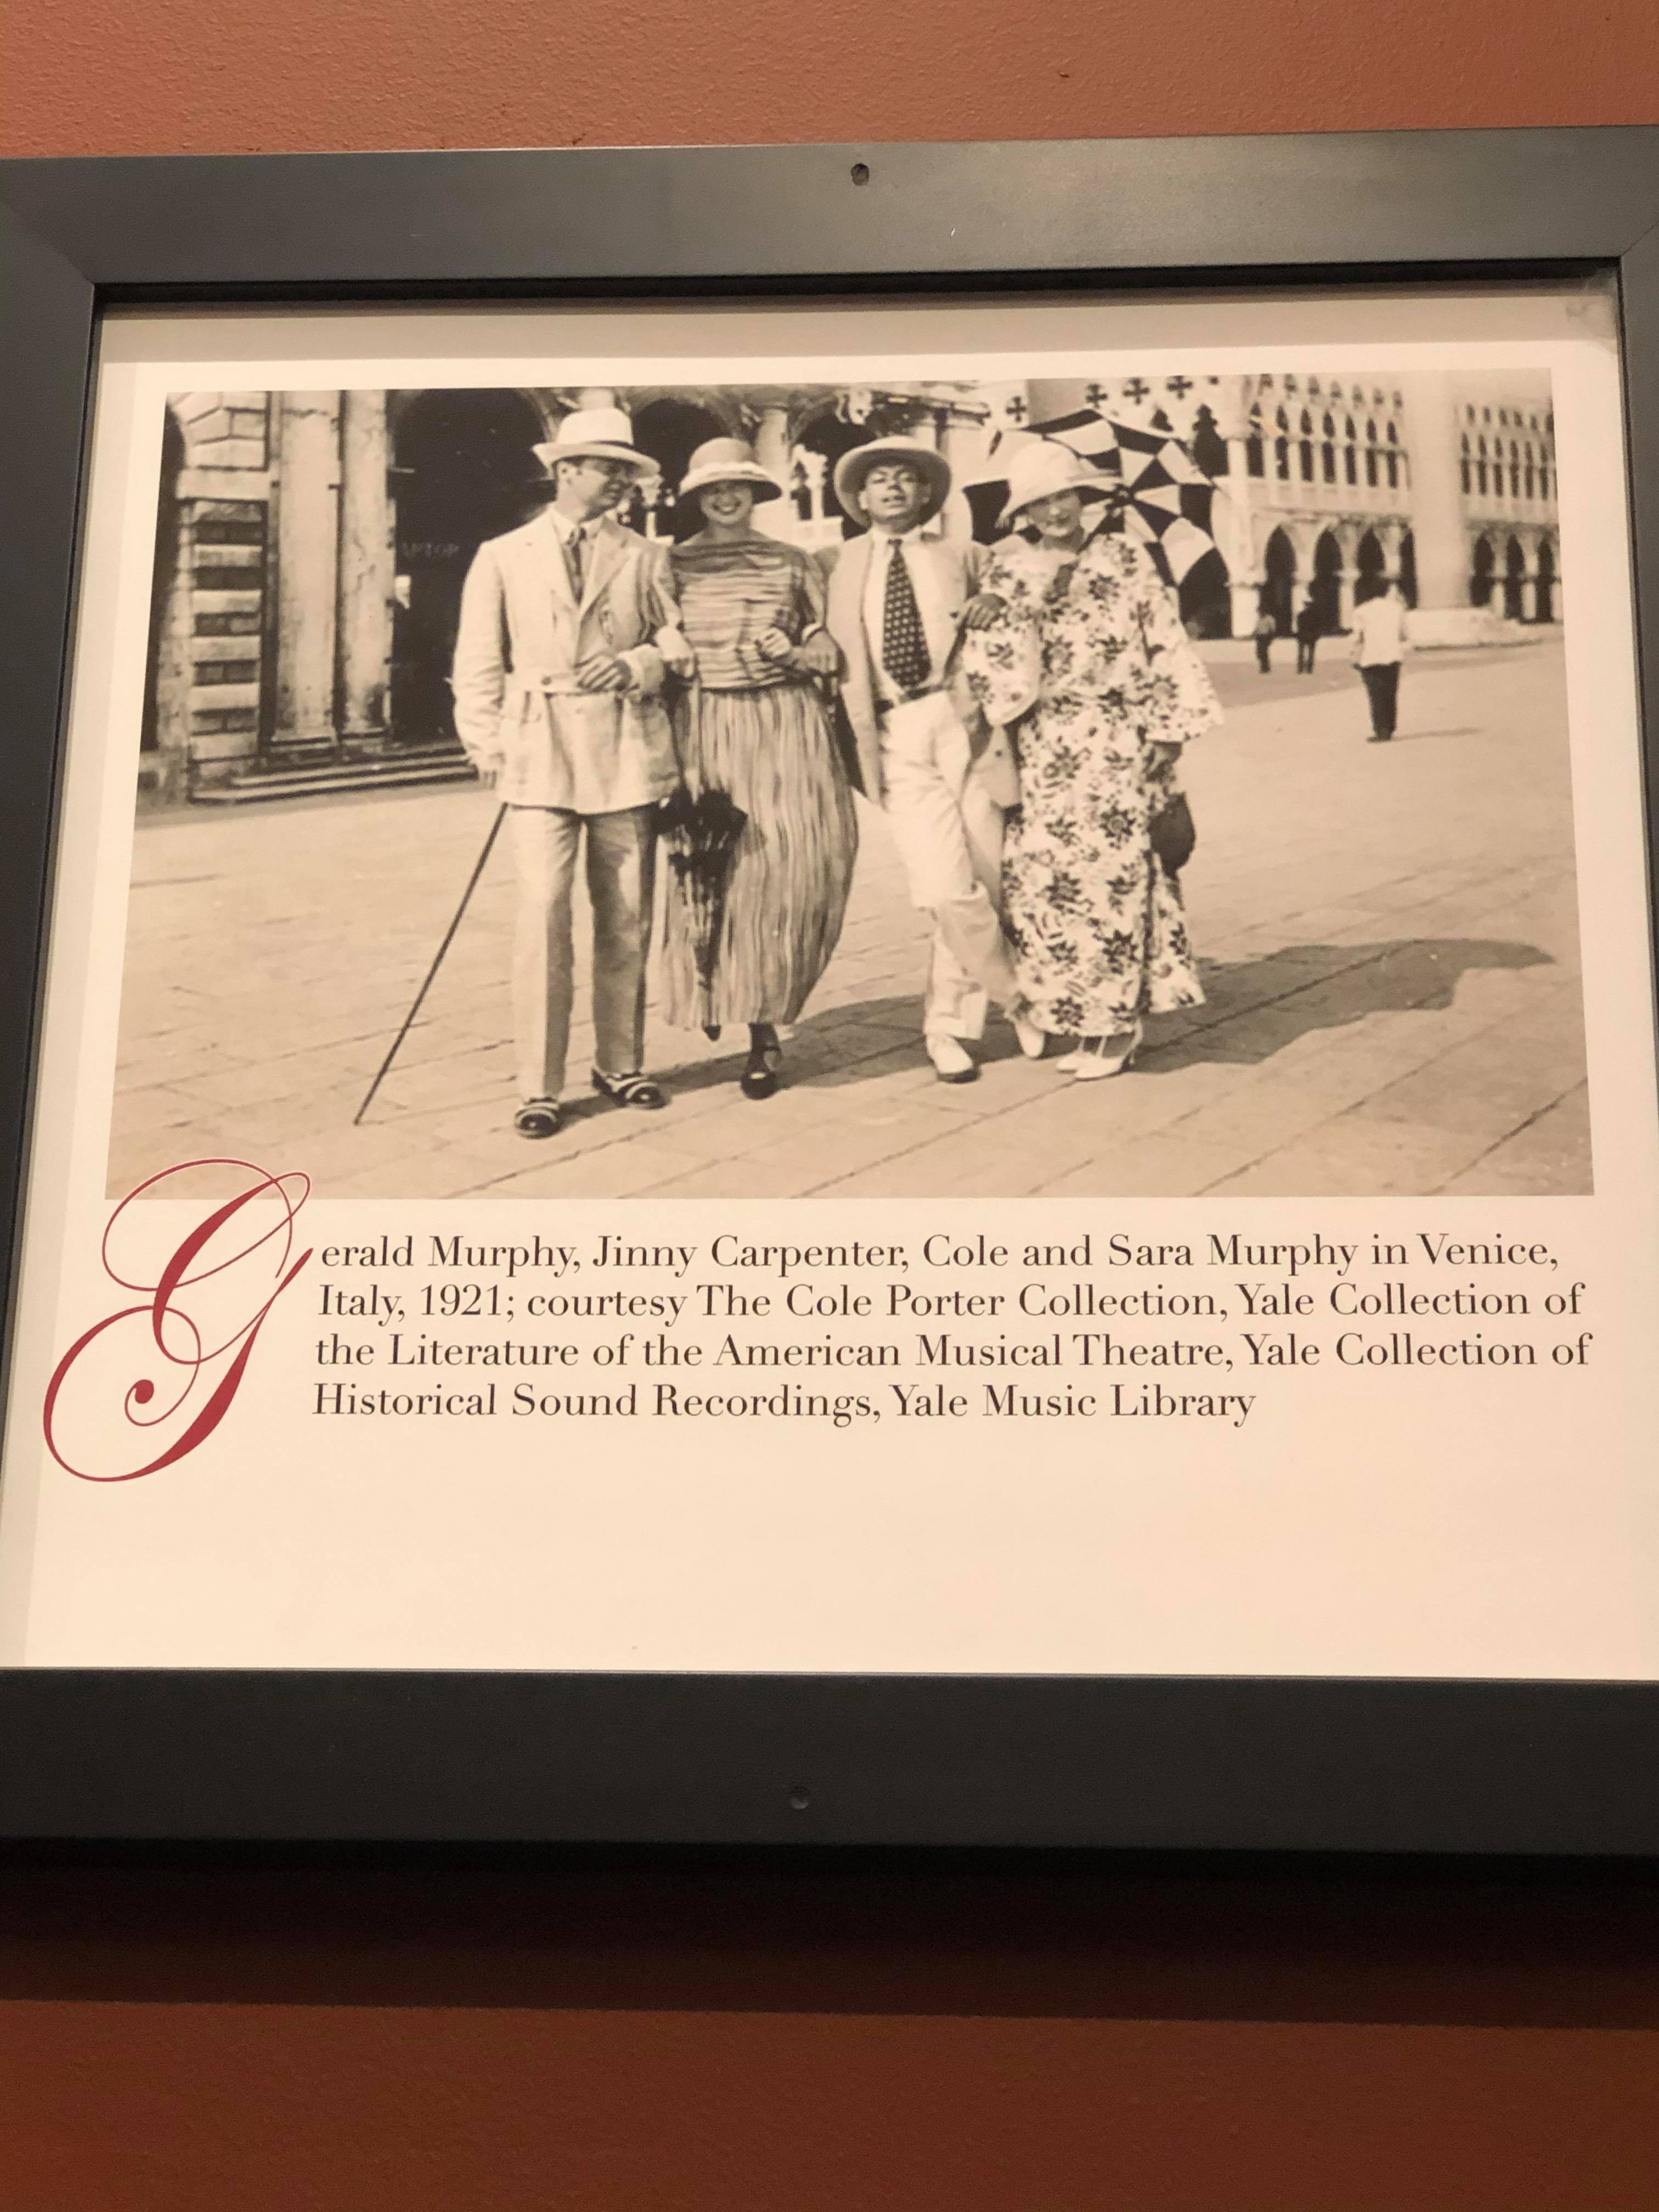 Gerald Murphy, Jinny Carpenter, Cole and Sara Murphy in Venice,
Italy, 1921; courtesy The Cole Porter Collection, Yale Collection of
the Literature of the American Musical Theatre, Yale Collection of
Historical Sound Recordings, Yale Music Library